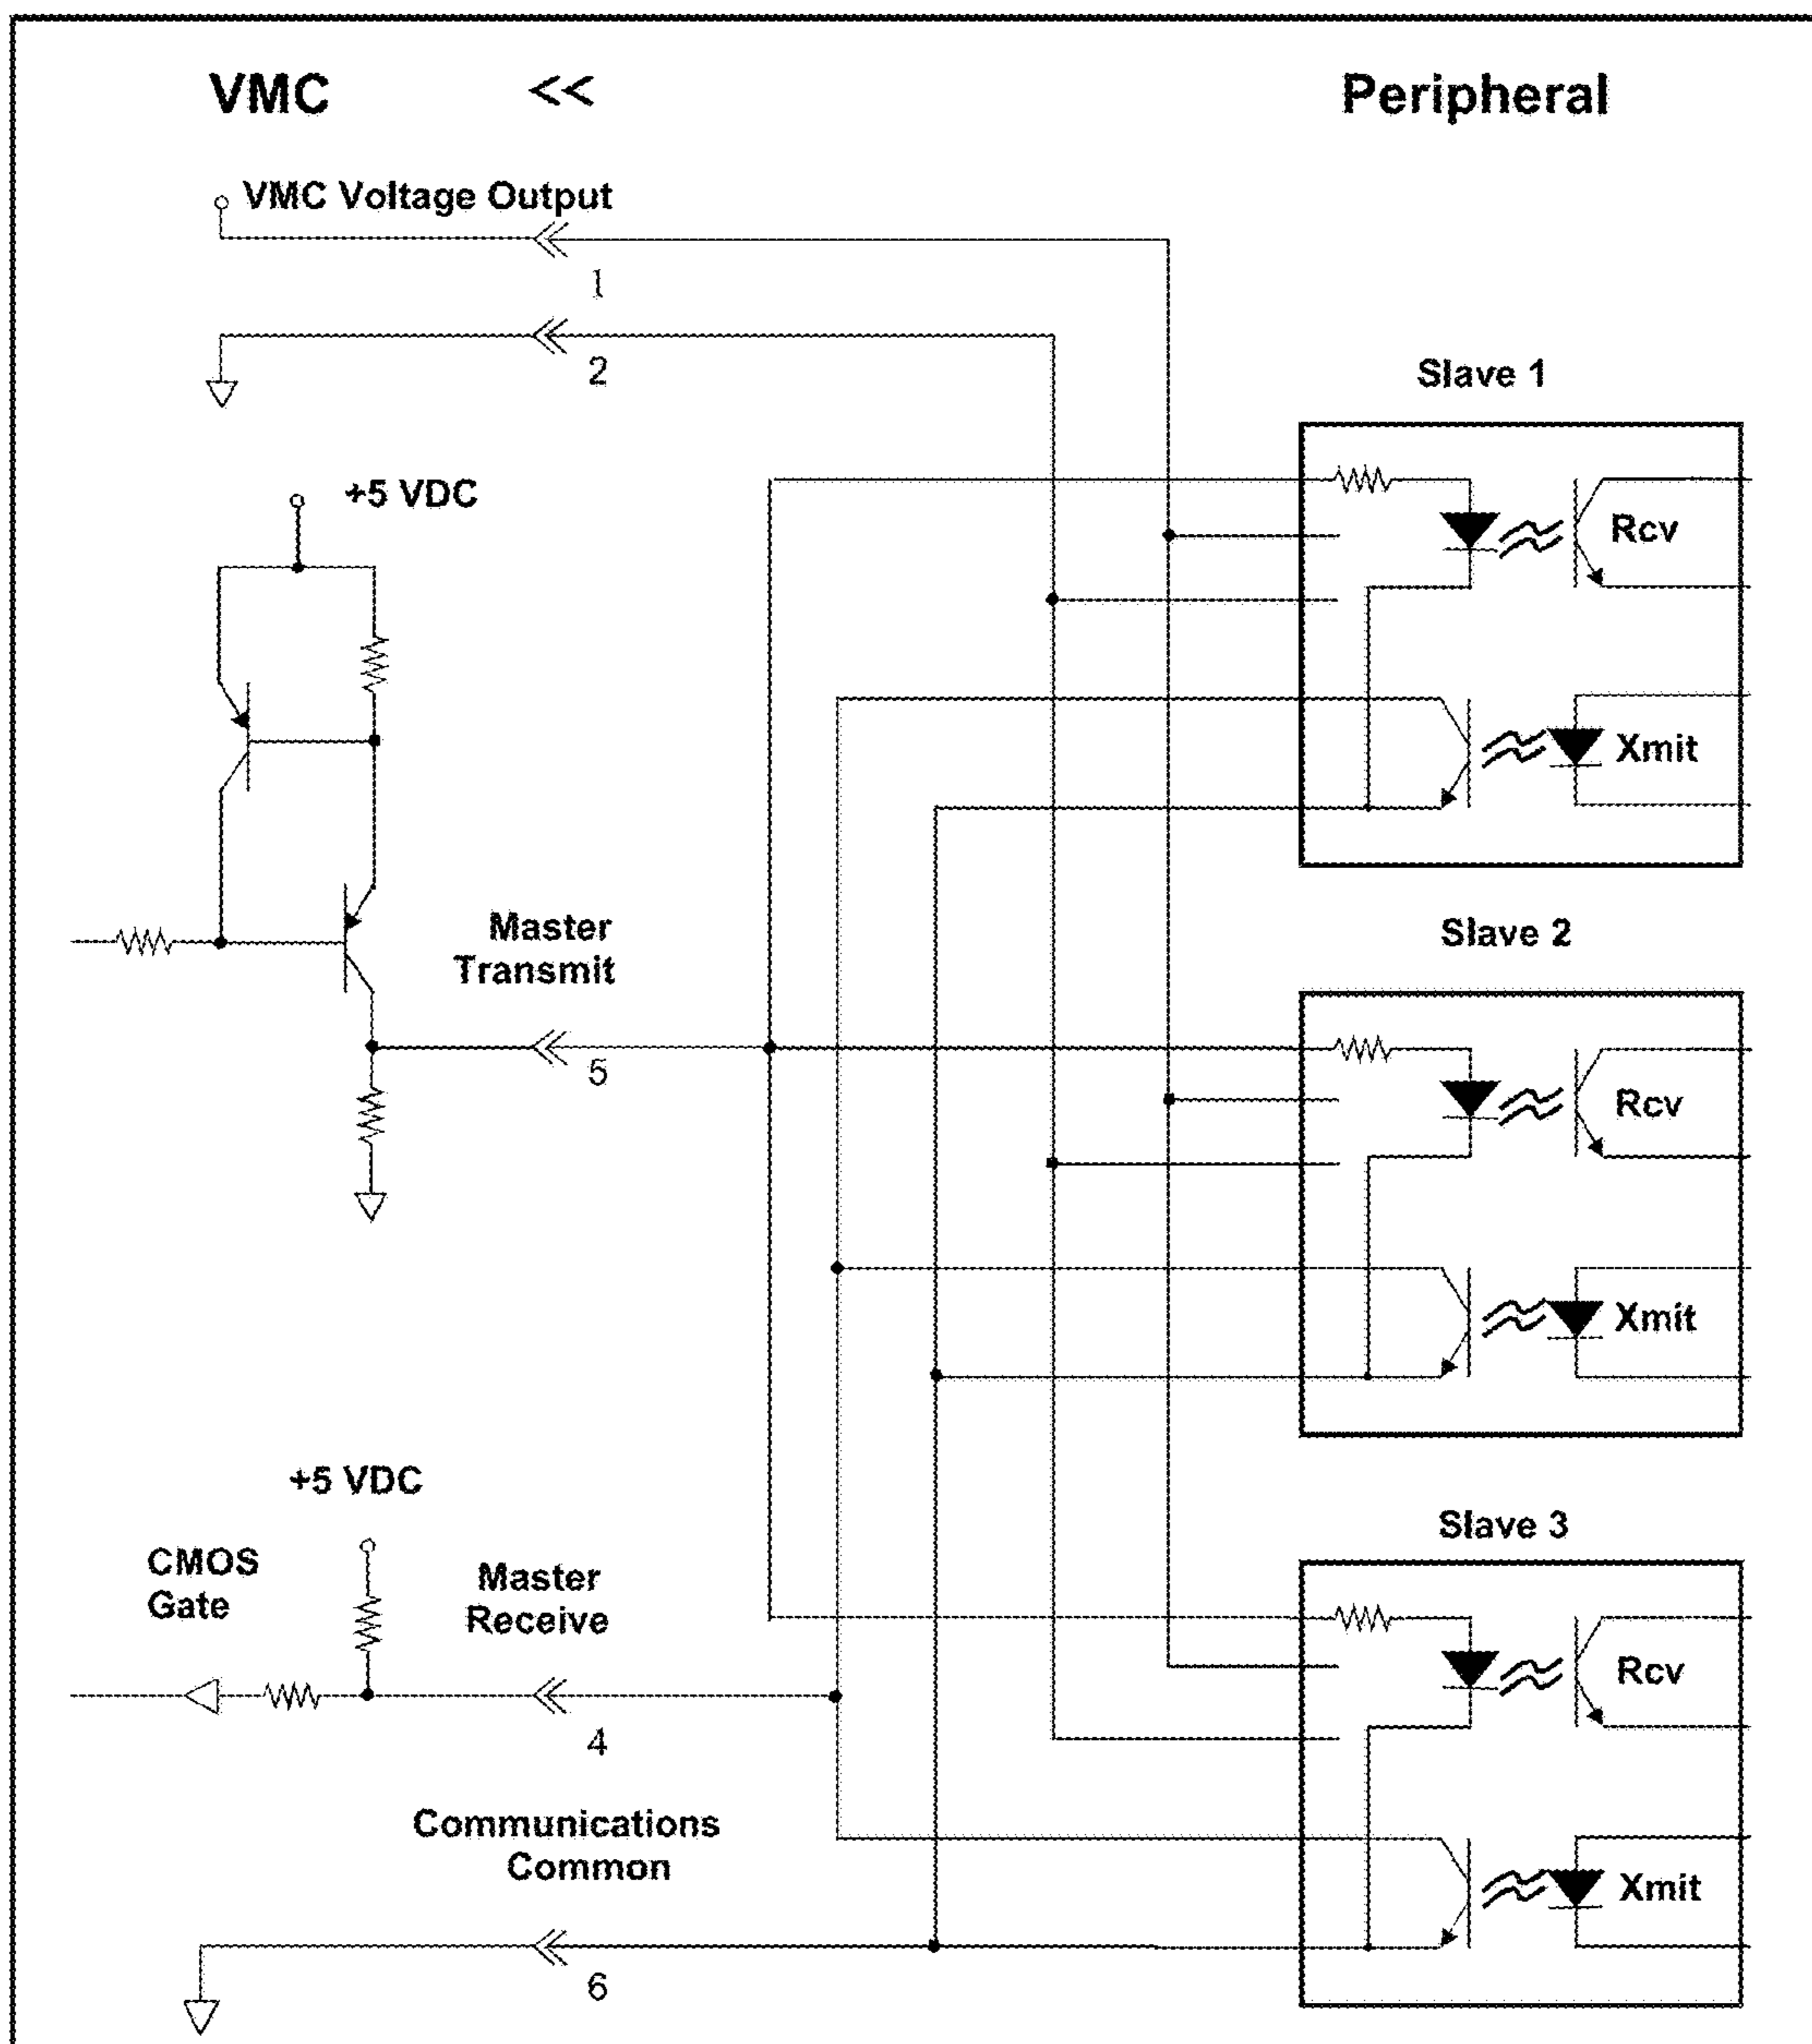 VMC << Peripheral
VMC Voltage Output
1
2
Slave 1
+5 VDC
Rcv
Xmit
Master
Transmit
5
Slave 2
Rcv
Xmit
+5 VDC
CMOS
Gate
Master
Receive
4
Slave 3
Rcv
Communications
Common
Xmit
6